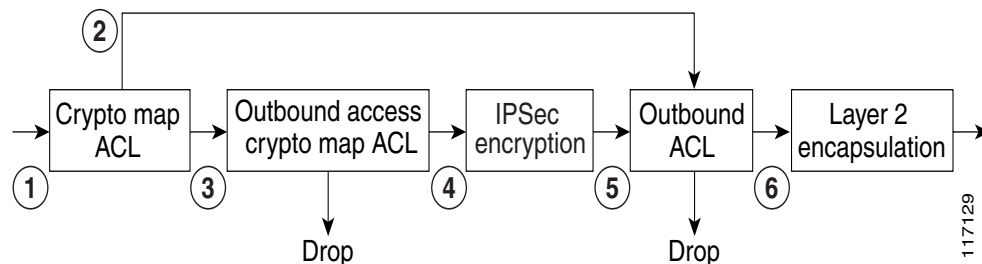 2
Crypto map
ACL
Outbound access
crypto map ACL
IPSec
encryption
Outbound
ACL
Layer 2
encapsulation
1
3
4
5
6
Drop
Drop
117129